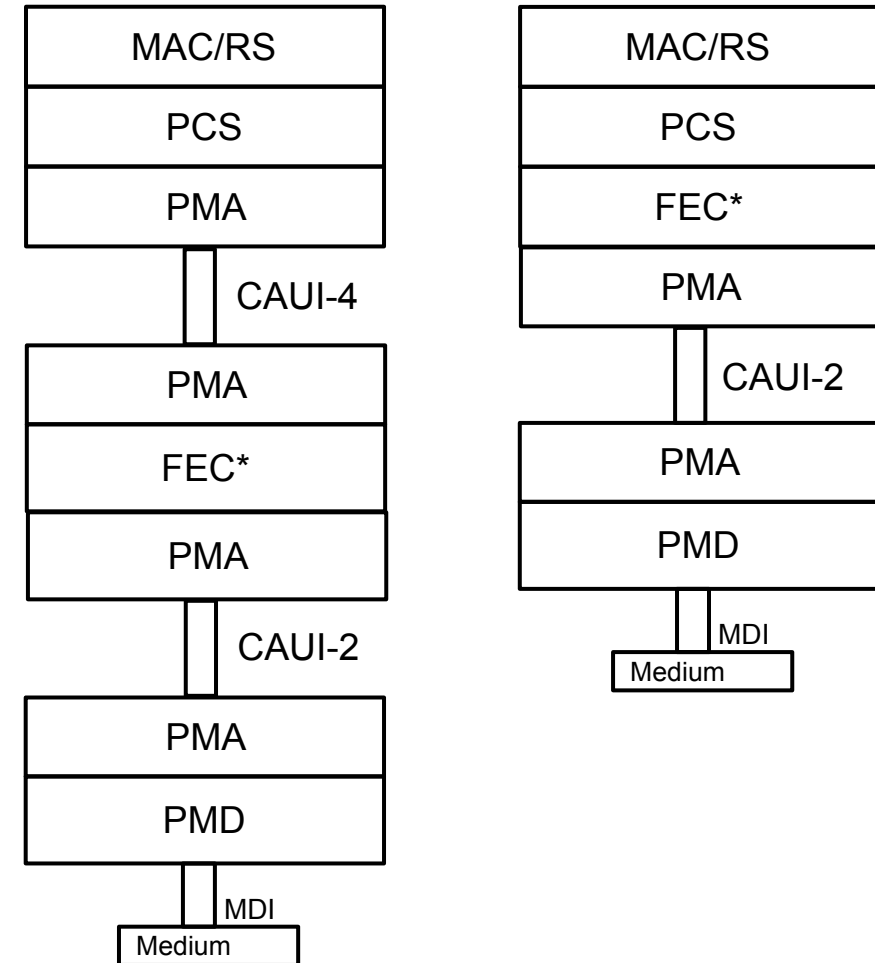 MAC/RS
PCS
PMA
CAUI-4
PMA
FEC*
PMA
CAUI-2
PMA
PMD
MDI
Medium
MAC/RS
PCS
FEC*
PMA
CAUI-2
PMA
PMD
MDI
Medium